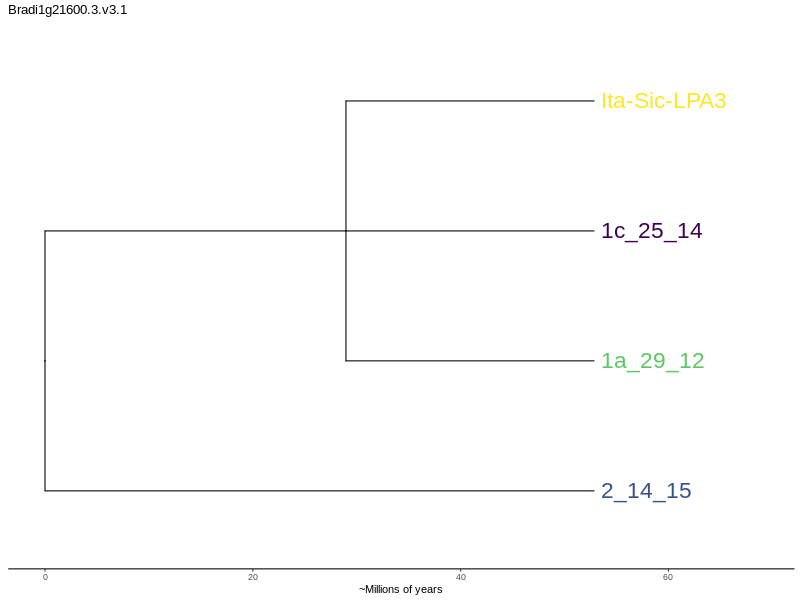 Bradi1g21600.3.v3.1
Ita-Sic-LPA3
1c_25_14
1a_29_12
2_14_15
0 20 40 60
~Millions of years